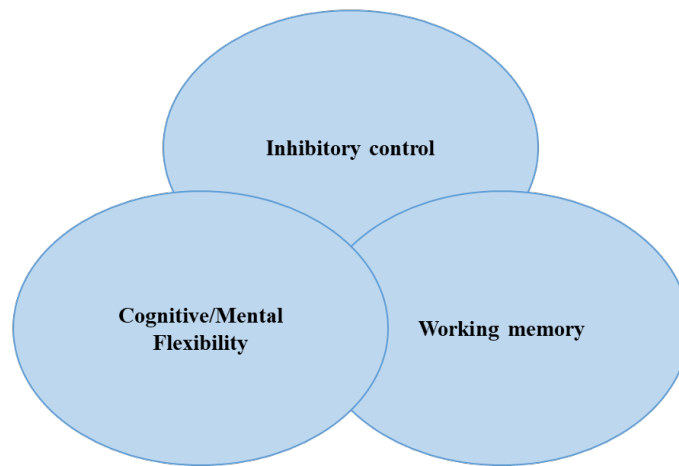 Inhibitory control
Cognitive/Mental
Flexibility
Working memory